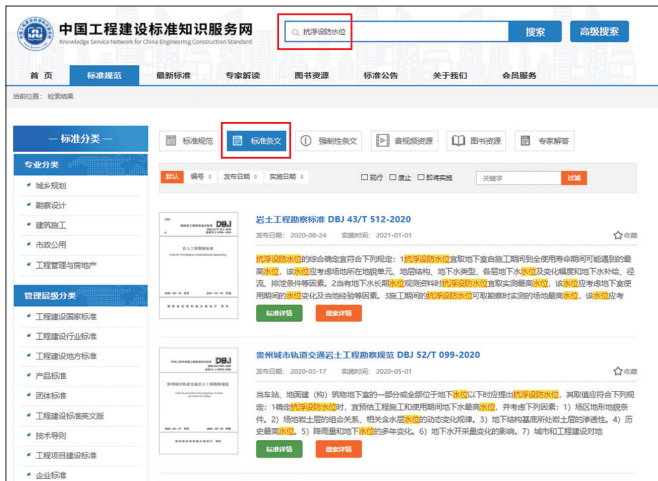 中国工程建设标准知识服务网
Knowledge Service Network for China Engineering Construction Standard
抗浮设防水位
搜索
高级搜索
首 页
标准规范
最新标准
专家解读
图书资源
标准公告
关于我们
会员服务
当前位置: 检索结果
— 标准分类 —
标准规范
标准条文
强制性条文
音视频资源
图书资源
专家解答
专业分类
城乡规划
勘察设计
建筑施工
市政公用
工程管理与房地产
管理层级分类
工程建设国家标准
工程建设行业标准
工程建设地方标准
产品标准
团体标准
工程建设标准英文版
技术导则
工程项目建设标准
企业标准
默认
编号
发布日期
实施日期
现行
废止
即将实施
关键字
过滤
DBJ
岩土工程勘察标准
岩土工程勘察标准 DBJ 43/T 512-2020
发布日期: 2020-08-24 实施时间: 2021-01-01
收藏
抗浮设防水位的综合确定宜符合下列规定: 1抗浮设防水位宜取地下室自施工期间到全使用寿命期间可能遇到的最
高水位, 该水位应考虑场地所在地貌单元、地层结构、地下水类型、各层地下水水位及变化幅度和地下水补给、径
流、排泄条件等因素。2当有地下水长期水位观测资料时抗浮设防水位宜取实测最高水位, 该水位应考虑地下室使
用期间的水位变化及当地经验等因素。3施工期间的抗浮设防水位可取勘察时实测的场地最高水位, 该水位应考
标准详情
搜索详情
DBJ
贵州城市轨道交通岩土工程勘察规范
贵州城市轨道交通岩土工程勘察规范 DBJ 52/T 099-2020
发布日期: 2020-03-17 实施时间: 2020-05-01
收藏
当车站、地面建（构）筑物地下室的一部分或全部位于地下水位以下时应提出抗浮设防水位, 其取值应符合下列规
定: 1确定抗浮设防水位时, 宜预估工程施工和使用期间地下水最高水位, 并考虑下列因素: 1）场区地形地貌条
件。2）场地岩土层的组合关系、相关含水层水位的动态变化规律。3）地下结构基底所处岩土层的渗透性。4）历
史最高水位。5）降雨量和地下水位的多年变化。6）地下水开采量变化的影响。7）城市和工程建设对地
标准详情
搜索详情